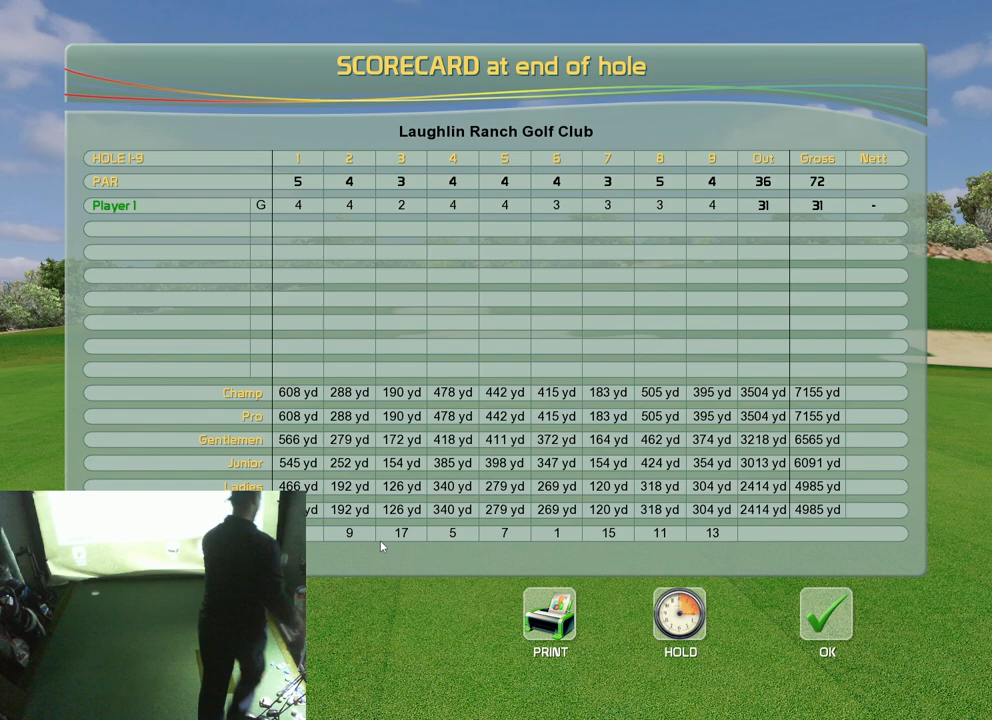 SCORECARD at end of hole
Laughlin Ranch Golf Club
HOLE 1-9 1 2 3 4 5 6 7 8 9 Out Gross Nett
PAR 5 4 3 4 4 4 3 5 4 36 72
Player 1 G 4 4 2 4 4 3 3 3 4 31 31 -
Champ 608 yd 288 yd 190 yd 478 yd 442 yd 415 yd 183 yd 505 yd 395 yd 3504 yd 7155 yd
Pro 608 yd 288 yd 190 yd 478 yd 442 yd 415 yd 183 yd 505 yd 395 yd 3504 yd 7155 yd
Gentlemen 566 yd 279 yd 172 yd 418 yd 411 yd 372 yd 164 yd 462 yd 374 yd 3218 yd 6565 yd
Junior 545 yd 252 yd 154 yd 385 yd 398 yd 347 yd 154 yd 424 yd 354 yd 3013 yd 6091 yd
Ladies 466 yd 192 yd 126 yd 340 yd 279 yd 269 yd 120 yd 318 yd 304 yd 2414 yd 4985 yd
yd 192 yd 126 yd 340 yd 279 yd 269 yd 120 yd 318 yd 304 yd 2414 yd 4985 yd
9 17 5 7 1 15 11 13
PRINT HOLD OK